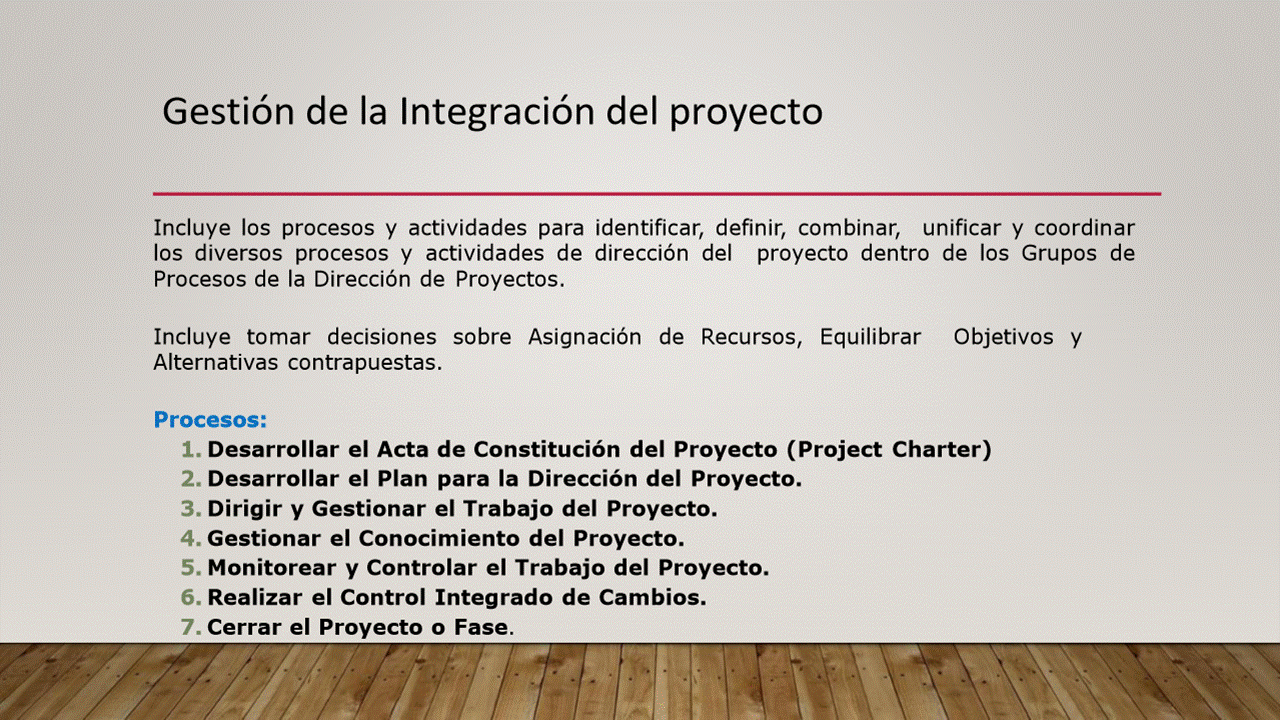 Gestión de la Integración del proyecto
Incluye los procesos y actividades para identificar, definir, combinar, unificar y coordinar
los diversos procesos y actividades de dirección del proyecto dentro de los Grupos de
Procesos de la Dirección de Proyectos.
Incluye tomar decisiones sobre Asignación de Recursos, Equilibrar Objetivos y
Alternativas contrapuestas.
Procesos:
1. Desarrollar el Acta de Constitución del Proyecto (Project Charter)
2. Desarrollar el Plan para la Dirección del Proyecto.
3. Dirigir y Gestionar el Trabajo del Proyecto.
4. Gestionar el Conocimiento del Proyecto.
5. Monitorear y Controlar el Trabajo del Proyecto.
6. Realizar el Control Integrado de Cambios.
7. Cerrar el Proyecto o Fase.